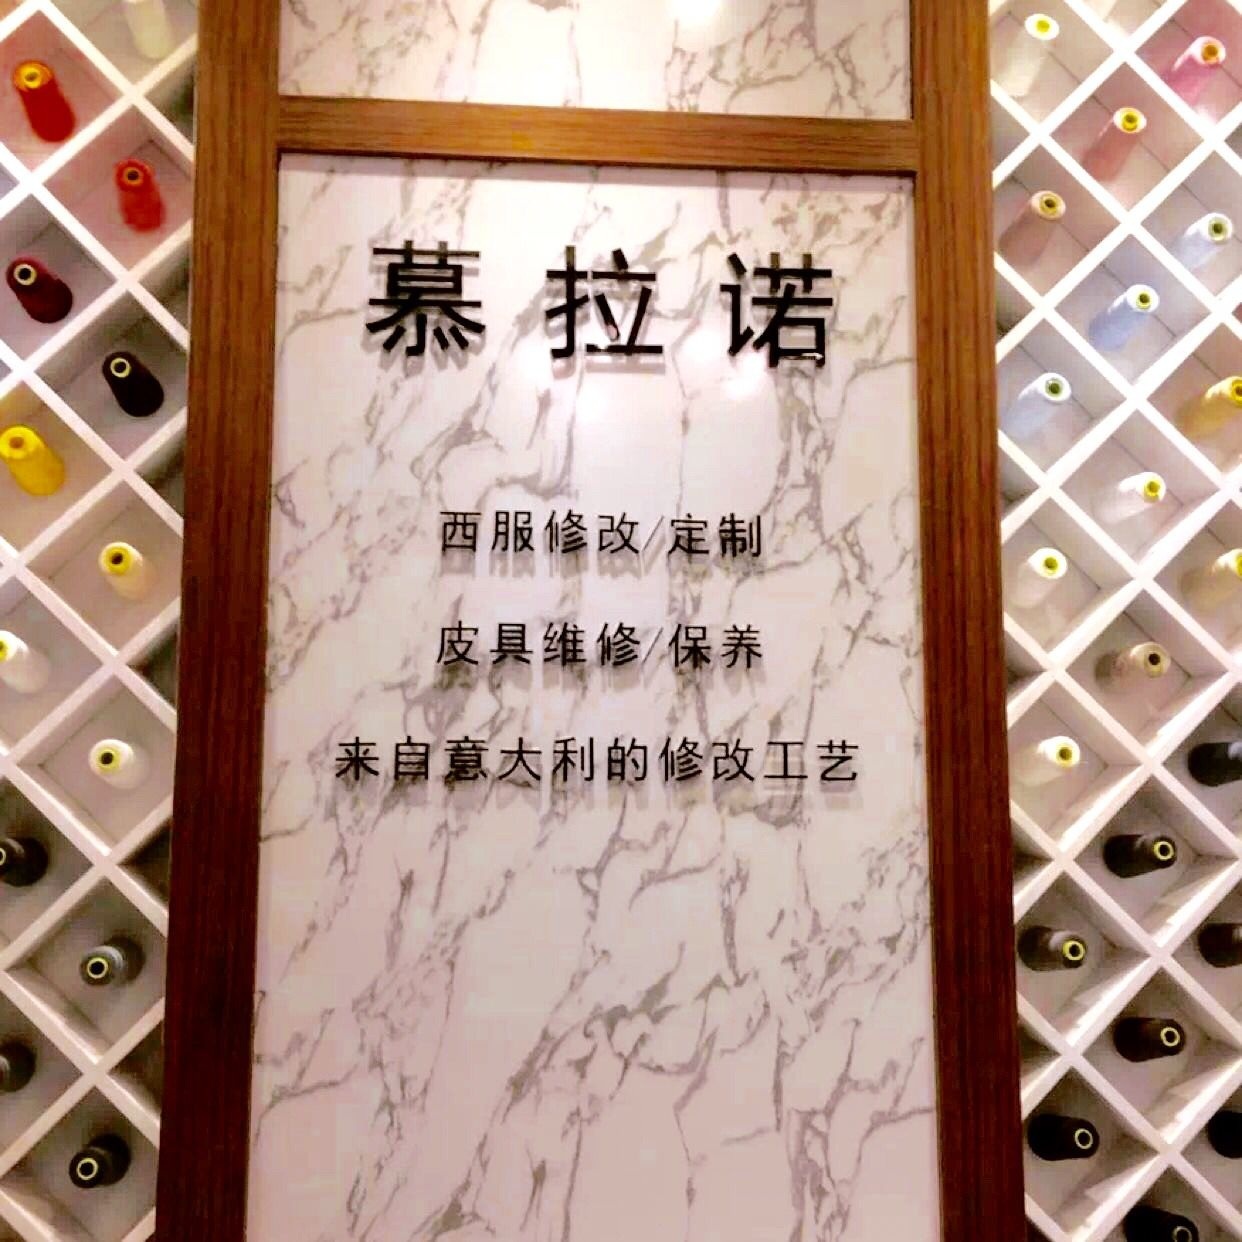 慕拉诺
西服修改/定制
皮具维修/保养
来自意大利的修改工艺